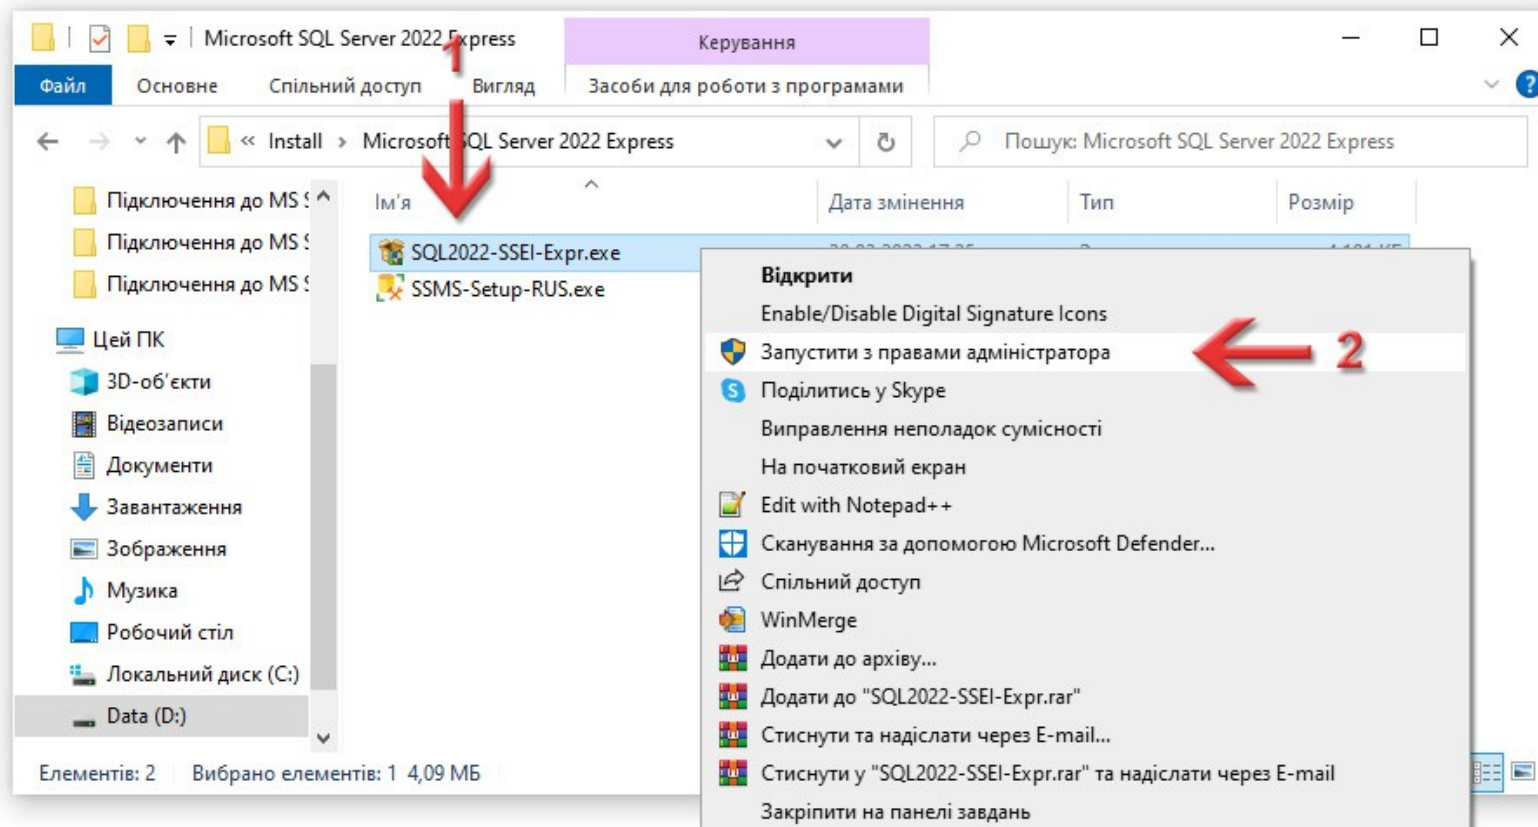 Microsoft SQL Server 2022 Express
Керування
1
Файл
Основне
Спільний доступ
Вигляд
Засоби для роботи з програмами
?
« Install › Microsoft SQL Server 2022 Express
Пошук: Microsoft SQL Server 2022 Express
Підключення до MS
Підключення до MS
Підключення до MS
Цей ПК
3D-об'єкти
Відеозаписи
Документи
Завантаження
Зображення
Музика
Робочий стіл
Локальний диск (C:)
Data (D:)
Ім'я
Дата змінення
Тип
Розмір
SQL2022-SSEI-Expr.exe
SSMS-Setup-RUS.exe
Відкрити
Enable/Disable Digital Signature Icons
Запустити з правами адміністратора
2
Поділитись у Skype
Виправлення неполадок сумісності
На початковий екран
Edit with Notepad++
Сканування за допомогою Microsoft Defender...
Спільний доступ
WinMerge
Додати до архіву...
Додати до "SQL2022-SSEI-Expr.rar"
Стиснути та надіслати через E-mail...
Стиснути у "SQL2022-SSEI-Expr.rar" та надіслати через E-mail
Закріпити на панелі завдань
Елементів: 2
Вибрано елементів: 1 4,09 МБ